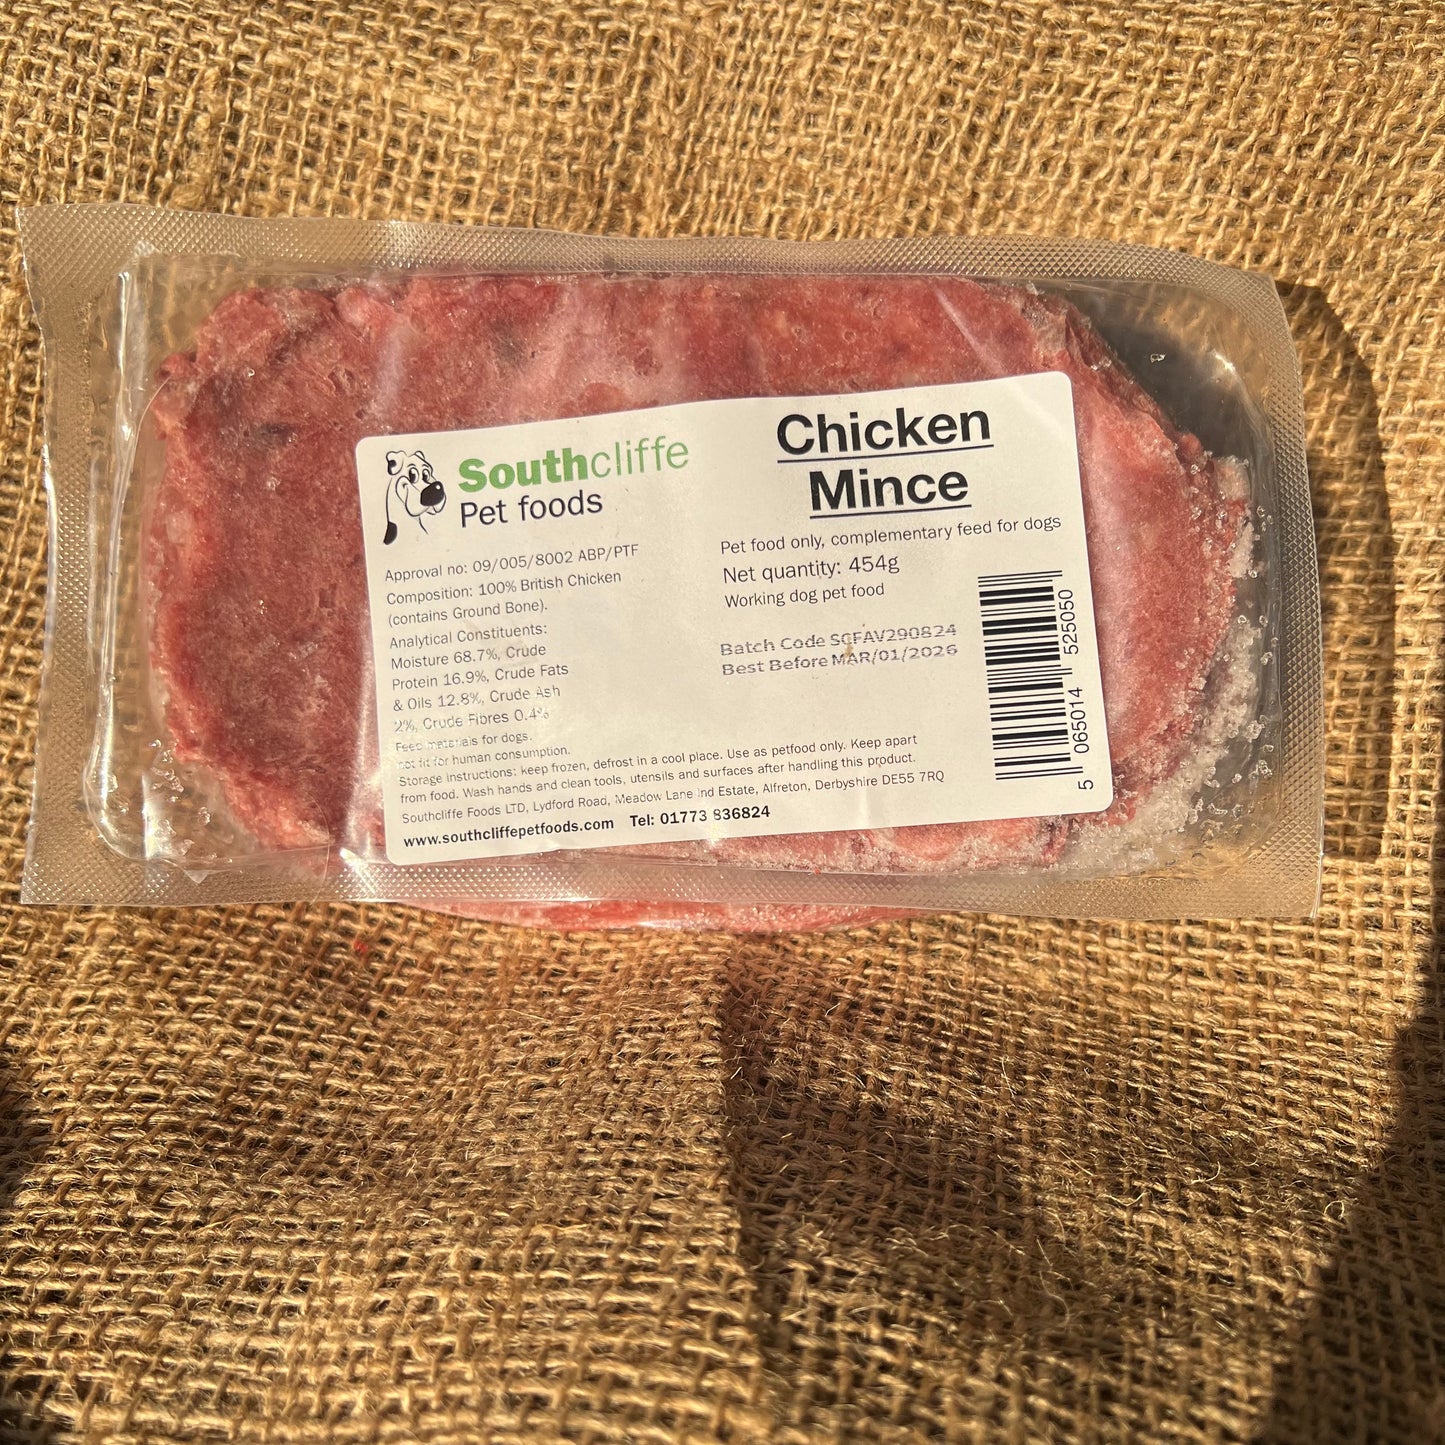 Southcliffe
Pet foods
Approval no: 09/005/8002 ABP/PTF
Composition: 100% British Chicken
(contains Ground Bone).
Analytical Constituents:
Moisture 68.7%, Crude
Protein 16.9%, Crude Fats
& Oils 12.8%, Crude Ash
2%, Crude Fibres 0.4%
Feed materials for dogs.
not fit for human consumption.
Chicken
Mince
Pet food only, complementary feed for dogs
Net quantity: 454g
Working dog pet food
Batch Code SCFAV290824
Best Before MAR/01/2026
5 065014 525050
Storage instructions: keep frozen, defrost in a cool place. Use as petfood only. Keep apart
from food. Wash hands and clean tools, utensils and surfaces after handling this product.
Southcliffe Foods LTD, Lydford Road, Meadow Lane Ind Estate, Alfreton, Derbyshire DE55 7RQ
www.southcliffepetfoods.com Tel: 01773 836824